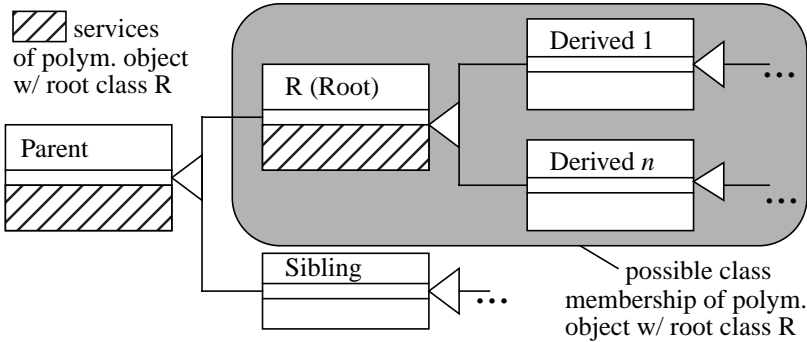 services
of polym. object
w/ root class R
Parent
R (Root)
Derived 1
...
Derived n
...
Sibling
...
possible class
membership of polym.
object w/ root class R